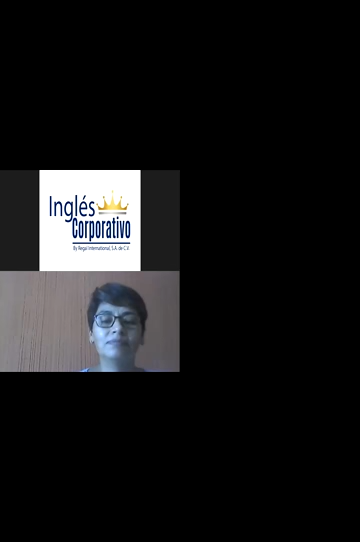 Inglés
Corporativo
By Regal International, S.A. de C.V.